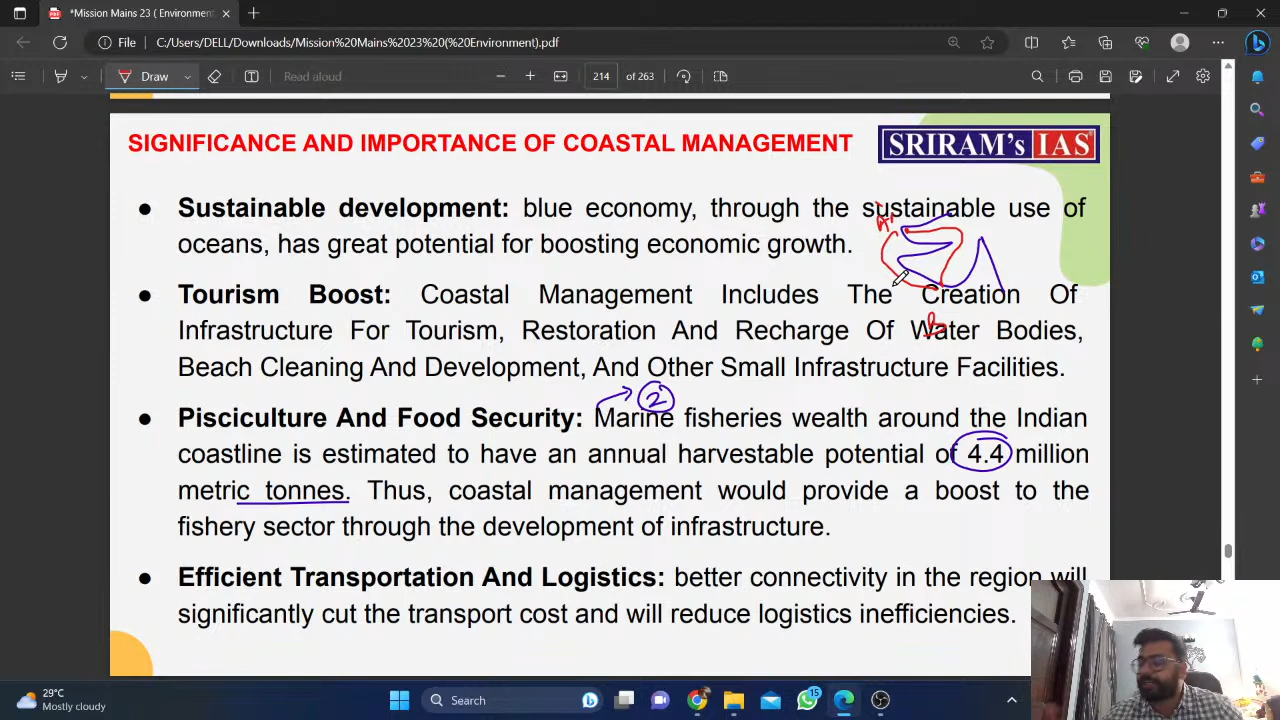 *Mission Mains 23 ( Environment
File C:/Users/DELL/Downloads/Mission%20Mains%202023%20(%20Environment).pdf
Draw Read aloud 214 of 263
SIGNIFICANCE AND IMPORTANCE OF COASTAL MANAGEMENT
SRIRAM's IAS
● Sustainable development: blue economy, through the sustainable use of
oceans, has great potential for boosting economic growth.
A
● Tourism Boost: Coastal Management Includes The Creation Of
Infrastructure For Tourism, Restoration And Recharge Of Water Bodies,
B
Beach Cleaning And Development, And Other Small Infrastructure Facilities.
2
● Pisciculture And Food Security: Marine fisheries wealth around the Indian
coastline is estimated to have an annual harvestable potential of 4.4 million
metric tonnes. Thus, coastal management would provide a boost to the
fishery sector through the development of infrastructure.
● Efficient Transportation And Logistics: better connectivity in the region will
significantly cut the transport cost and will reduce logistics inefficiencies.
29°C
Mostly cloudy
Search
15